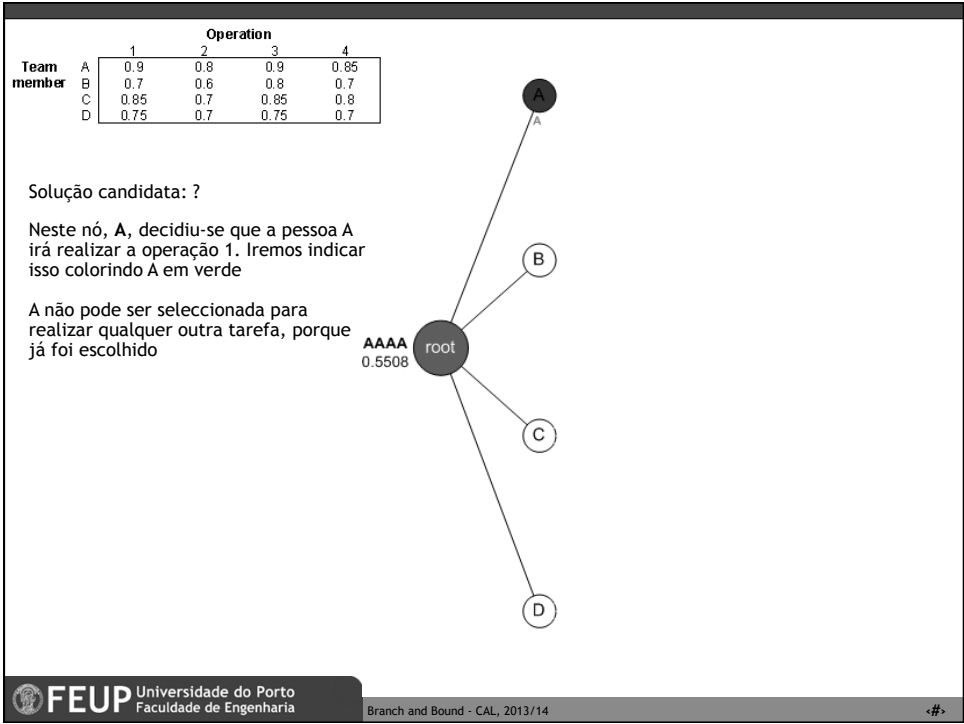 Operation
1 2 3 4
Team A 0.9 0.8 0.9 0.85
member B 0.7 0.6 0.8 0.7
C 0.85 0.7 0.85 0.8
D 0.75 0.7 0.75 0.7
Solução candidata: ?
Neste nó, A, decidiu-se que a pessoa A
irá realizar a operação 1. Iremos indicar
isso colorindo A em verde
A não pode ser seleccionada para
realizar qualquer outra tarefa, porque
já foi escolhido
A
A
B
AAAA
0.5508
root
C
D
FEUP Universidade do Porto
Faculdade de Engenharia
Branch and Bound - CAL, 2013/14
‹#›